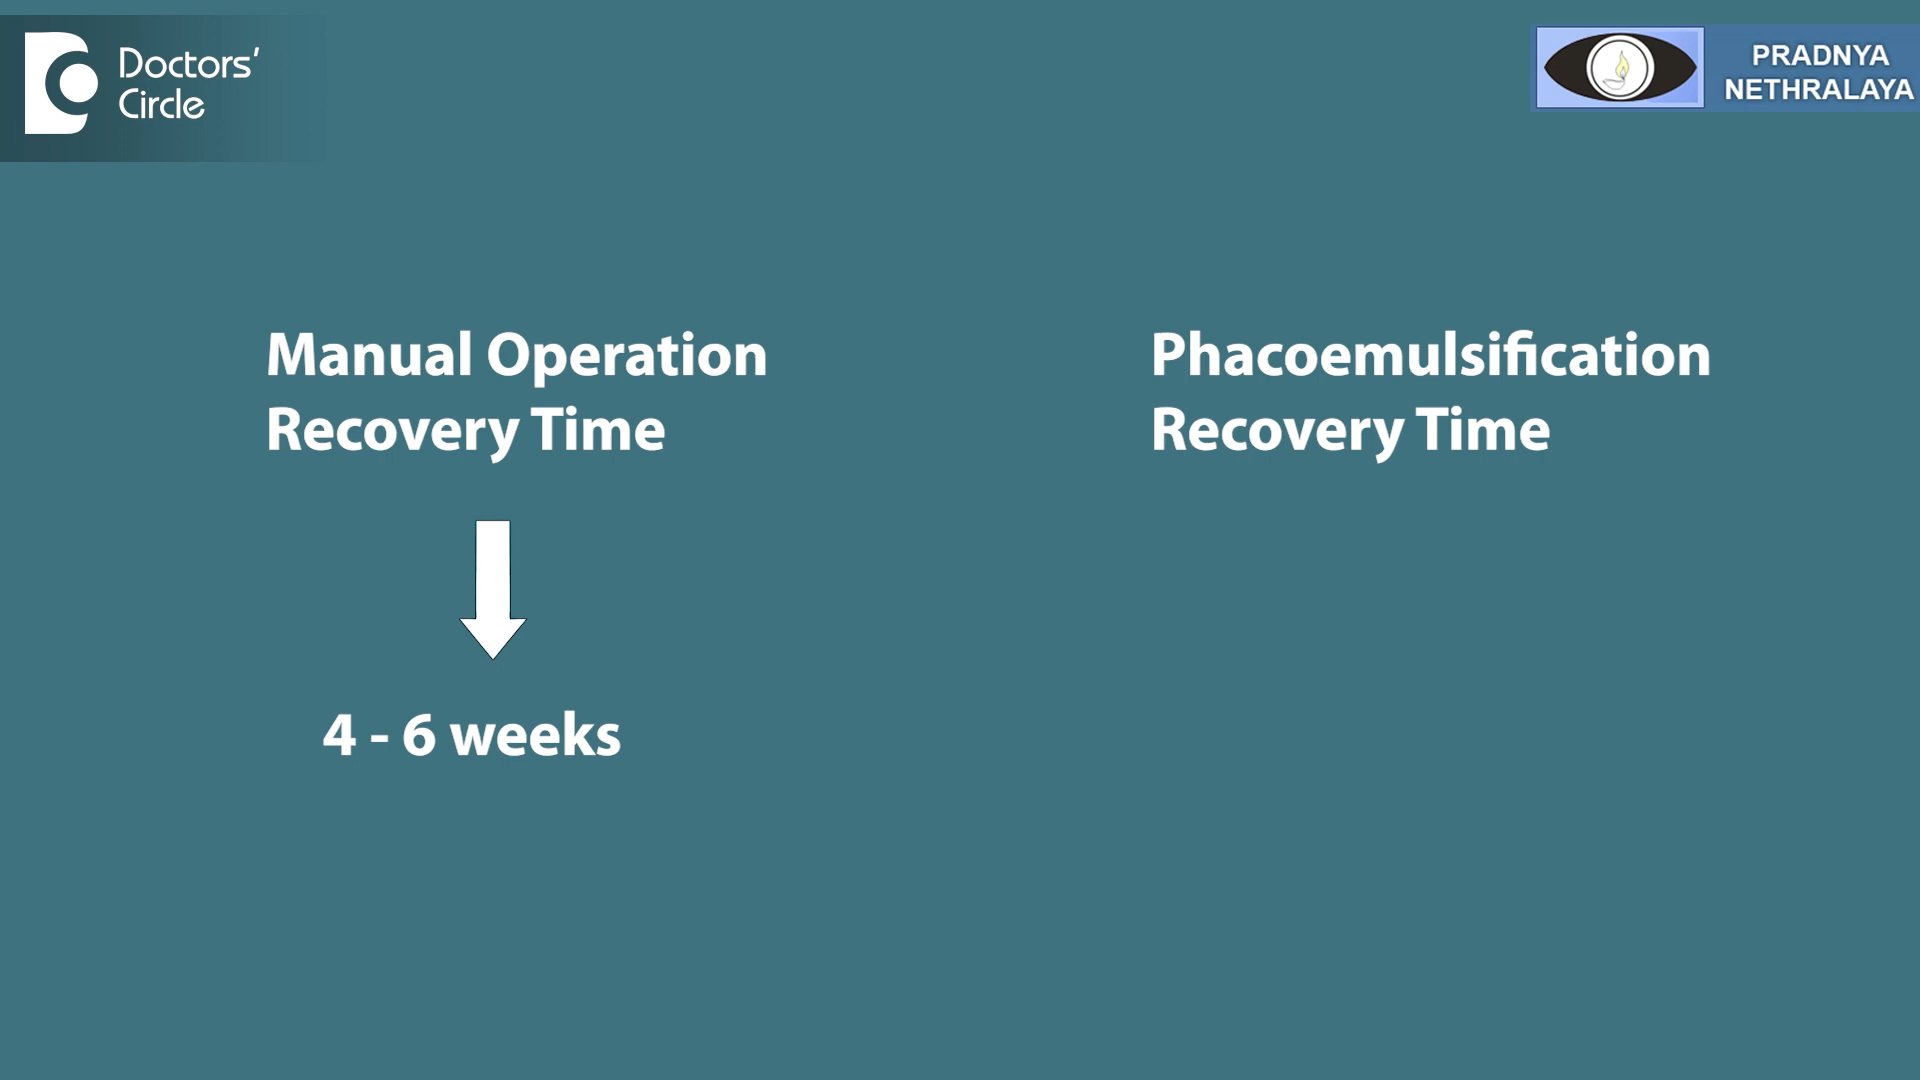 Doctors'
Circle
PRADNYA
NETHRALAYA
Manual Operation
Recovery Time
4 - 6 weeks
Phacoemulsification
Recovery Time